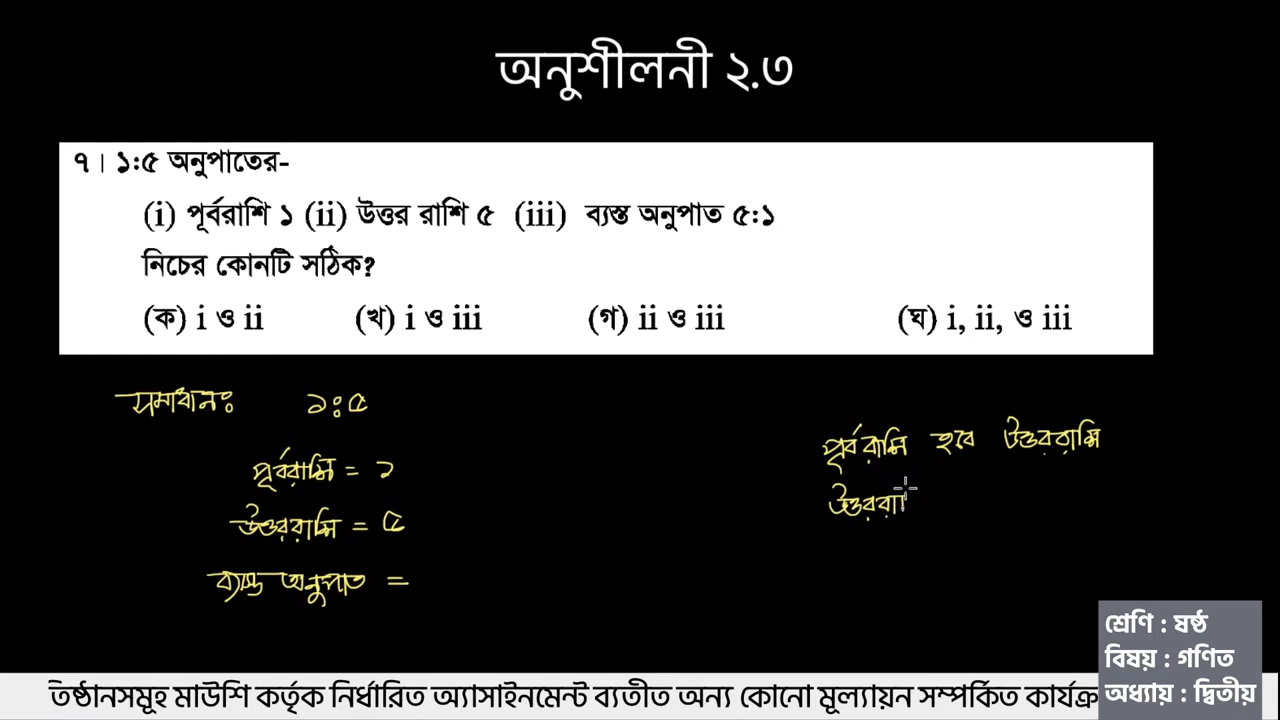 অনুশীলনী ২.৩
৭। ১:৫ অনুপাতের-
(i) পূর্বরাশি ১ (ii) উত্তর রাশি ৫ (iii) ব্যস্ত অনুপাত ৫:১
নিচের কোনটি সঠিক?
(ক) i ও ii (খ) i ও iii (গ) ii ও iii (ঘ) i, ii, ও iii
সমাধানঃ ১:৫
পূর্বরাশি = ১
উত্তররাশি = ৫
ব্যস্ত অনুপাত =
পূর্বরাশি হবে উত্তররাশি
উত্তররা
শ্রেণি : ষষ্ঠ
বিষয় : গণিত
অধ্যায় : দ্বিতীয়
তিষ্ঠানসমূহ মাউশি কর্তৃক নির্ধারিত অ্যাসাইনমেন্ট ব্যতীত অন্য কোনো মূল্যায়ন সম্পর্কিত কার্যক্র